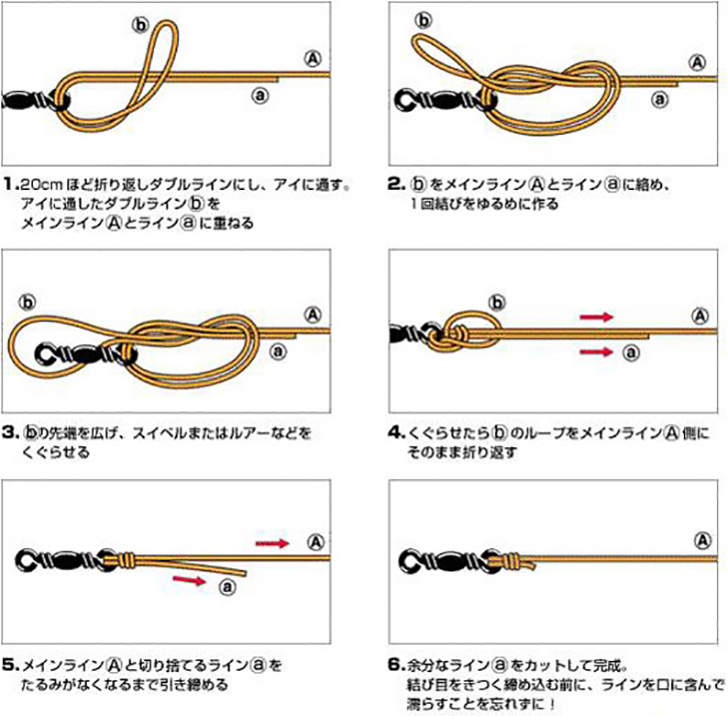 ⓑ
Ⓐ
ⓐ
1.20cmほど折り返しダブルラインにし、アイに通す。
アイに通したダブルラインⓑを
メインラインⒶとラインⓐに重ねる
ⓑ
Ⓐ
ⓐ
2.ⓑをメインラインⒶとラインⓐに絡め、
1回結びをゆるめに作る
ⓑ
Ⓐ
ⓐ
3.ⓑの先端を広げ、スイベルまたはルアーなどを
くぐらせる
ⓑ
Ⓐ
ⓐ
4.くぐらせたらⓑのループをメインラインⒶ側に
そのまま折り返す
Ⓐ
ⓐ
5.メインラインⒶと切り捨てるラインⓐを
たるみがなくなるまで引き締める
Ⓐ
6.余分なラインⓐをカットして完成。
結び目をきつく締め込む前に、ラインを口に含んで
濡らすことを忘れずに！